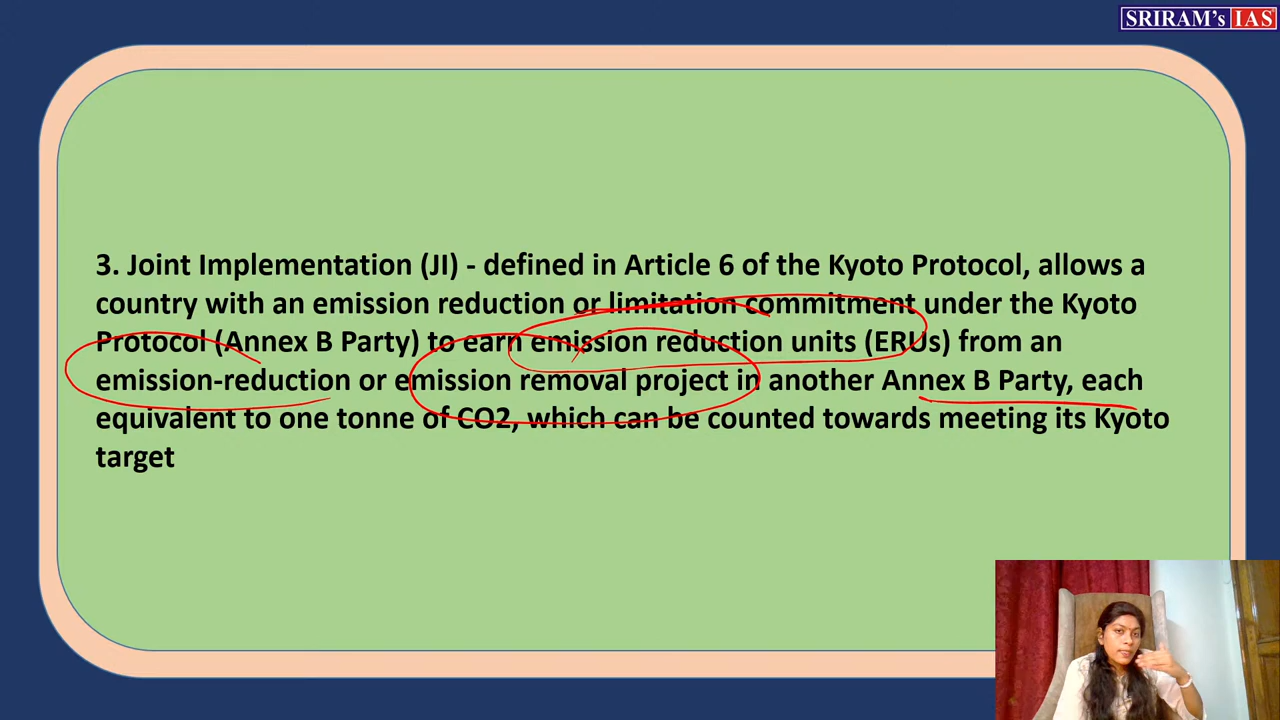 SRIRAM's IAS
3. Joint Implementation (JI) - defined in Article 6 of the Kyoto Protocol, allows a
country with an emission reduction or limitation commitment under the Kyoto
Protocol (Annex B Party) to earn emission reduction units (ERUs) from an
emission-reduction or emission removal project in another Annex B Party, each
equivalent to one tonne of CO2, which can be counted towards meeting its Kyoto
target